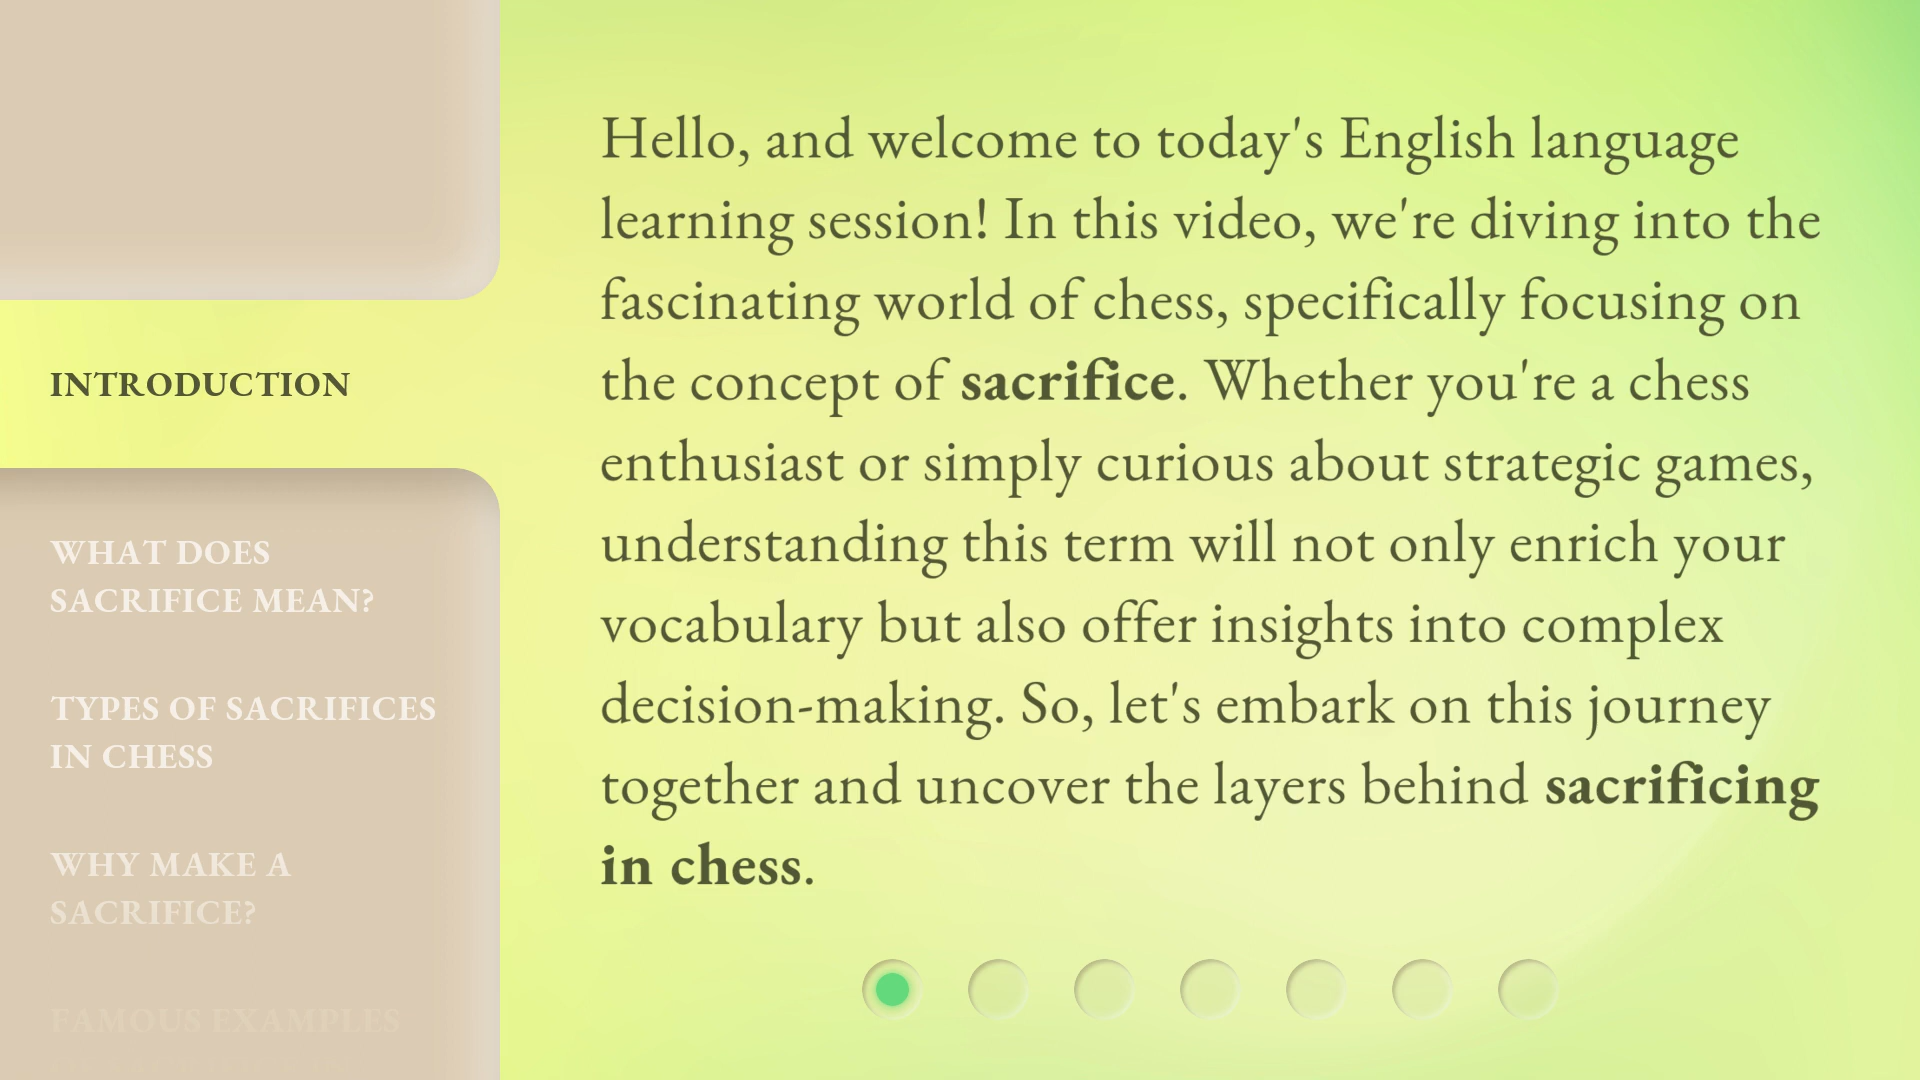 INTRODUCTION
WHAT DOES
SACRIFICE MEAN?
TYPES OF SACRIFICES
IN CHESS
WHY MAKE A
SACRIFICE?
FAMOUS EXAMPLES
Hello, and welcome to today's English language
learning session! In this video, we're diving into the
fascinating world of chess, specifically focusing on
the concept of sacrifice. Whether you're a chess
enthusiast or simply curious about strategic games,
understanding this term will not only enrich your
vocabulary but also offer insights into complex
decision-making. So, let's embark on this journey
together and uncover the layers behind sacrificing
in chess.